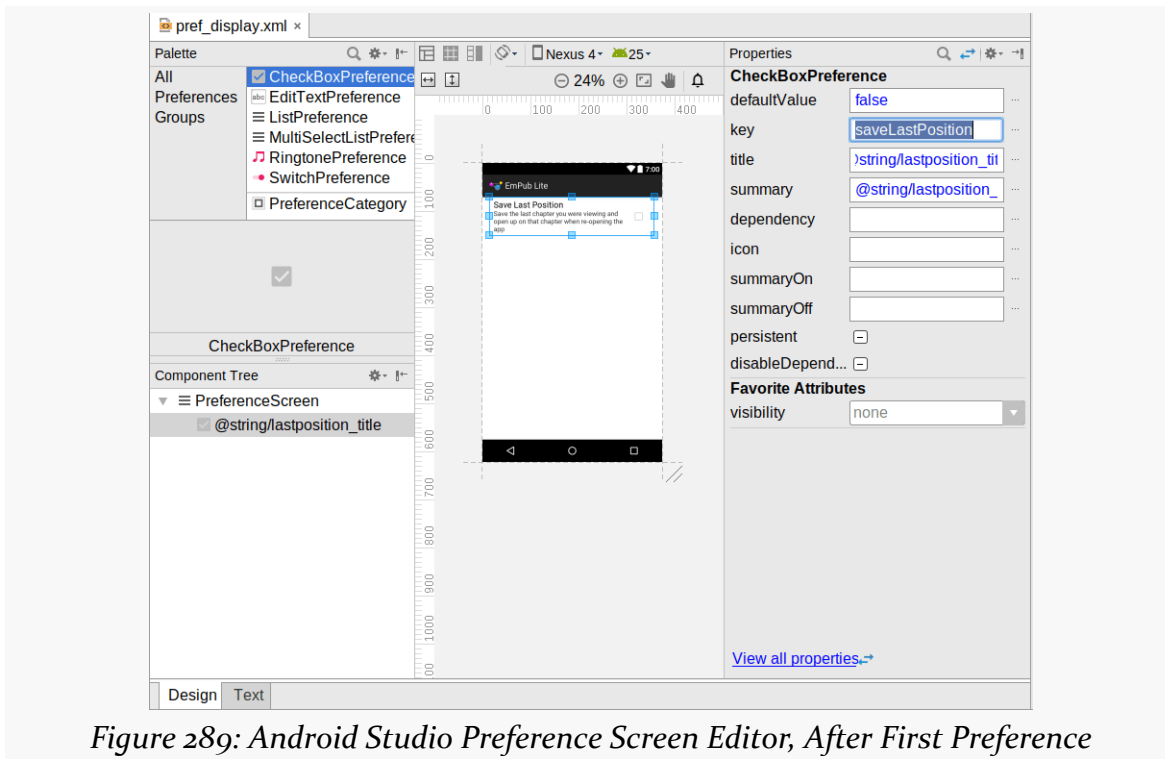 pref_display.xml ×
Palette
All
Preferences
Groups
CheckBoxPreference
EditTextPreference
ListPreference
MultiSelectListPrefere
RingtonePreference
SwitchPreference
PreferenceCategory
CheckBoxPreference
Component Tree
PreferenceScreen
@string/lastposition_title
Nexus 4 25
24%
0 100 200 300 400
0
100
200
300
400
500
600
700
800
900
1000
00
7:00
EmPub Lite
Save Last Position
Save the last chapter you were viewing and
open up on that chapter when re-opening the
app
Properties
CheckBoxPreference
defaultValue false
key saveLastPosition
title string/lastposition_tit
summary @string/lastposition_
dependency
icon
summaryOn
summaryOff
persistent
disableDepend...
Favorite Attributes
visibility none
View all properties
Design Text
Figure 289: Android Studio Preference Screen Editor, After First Preference